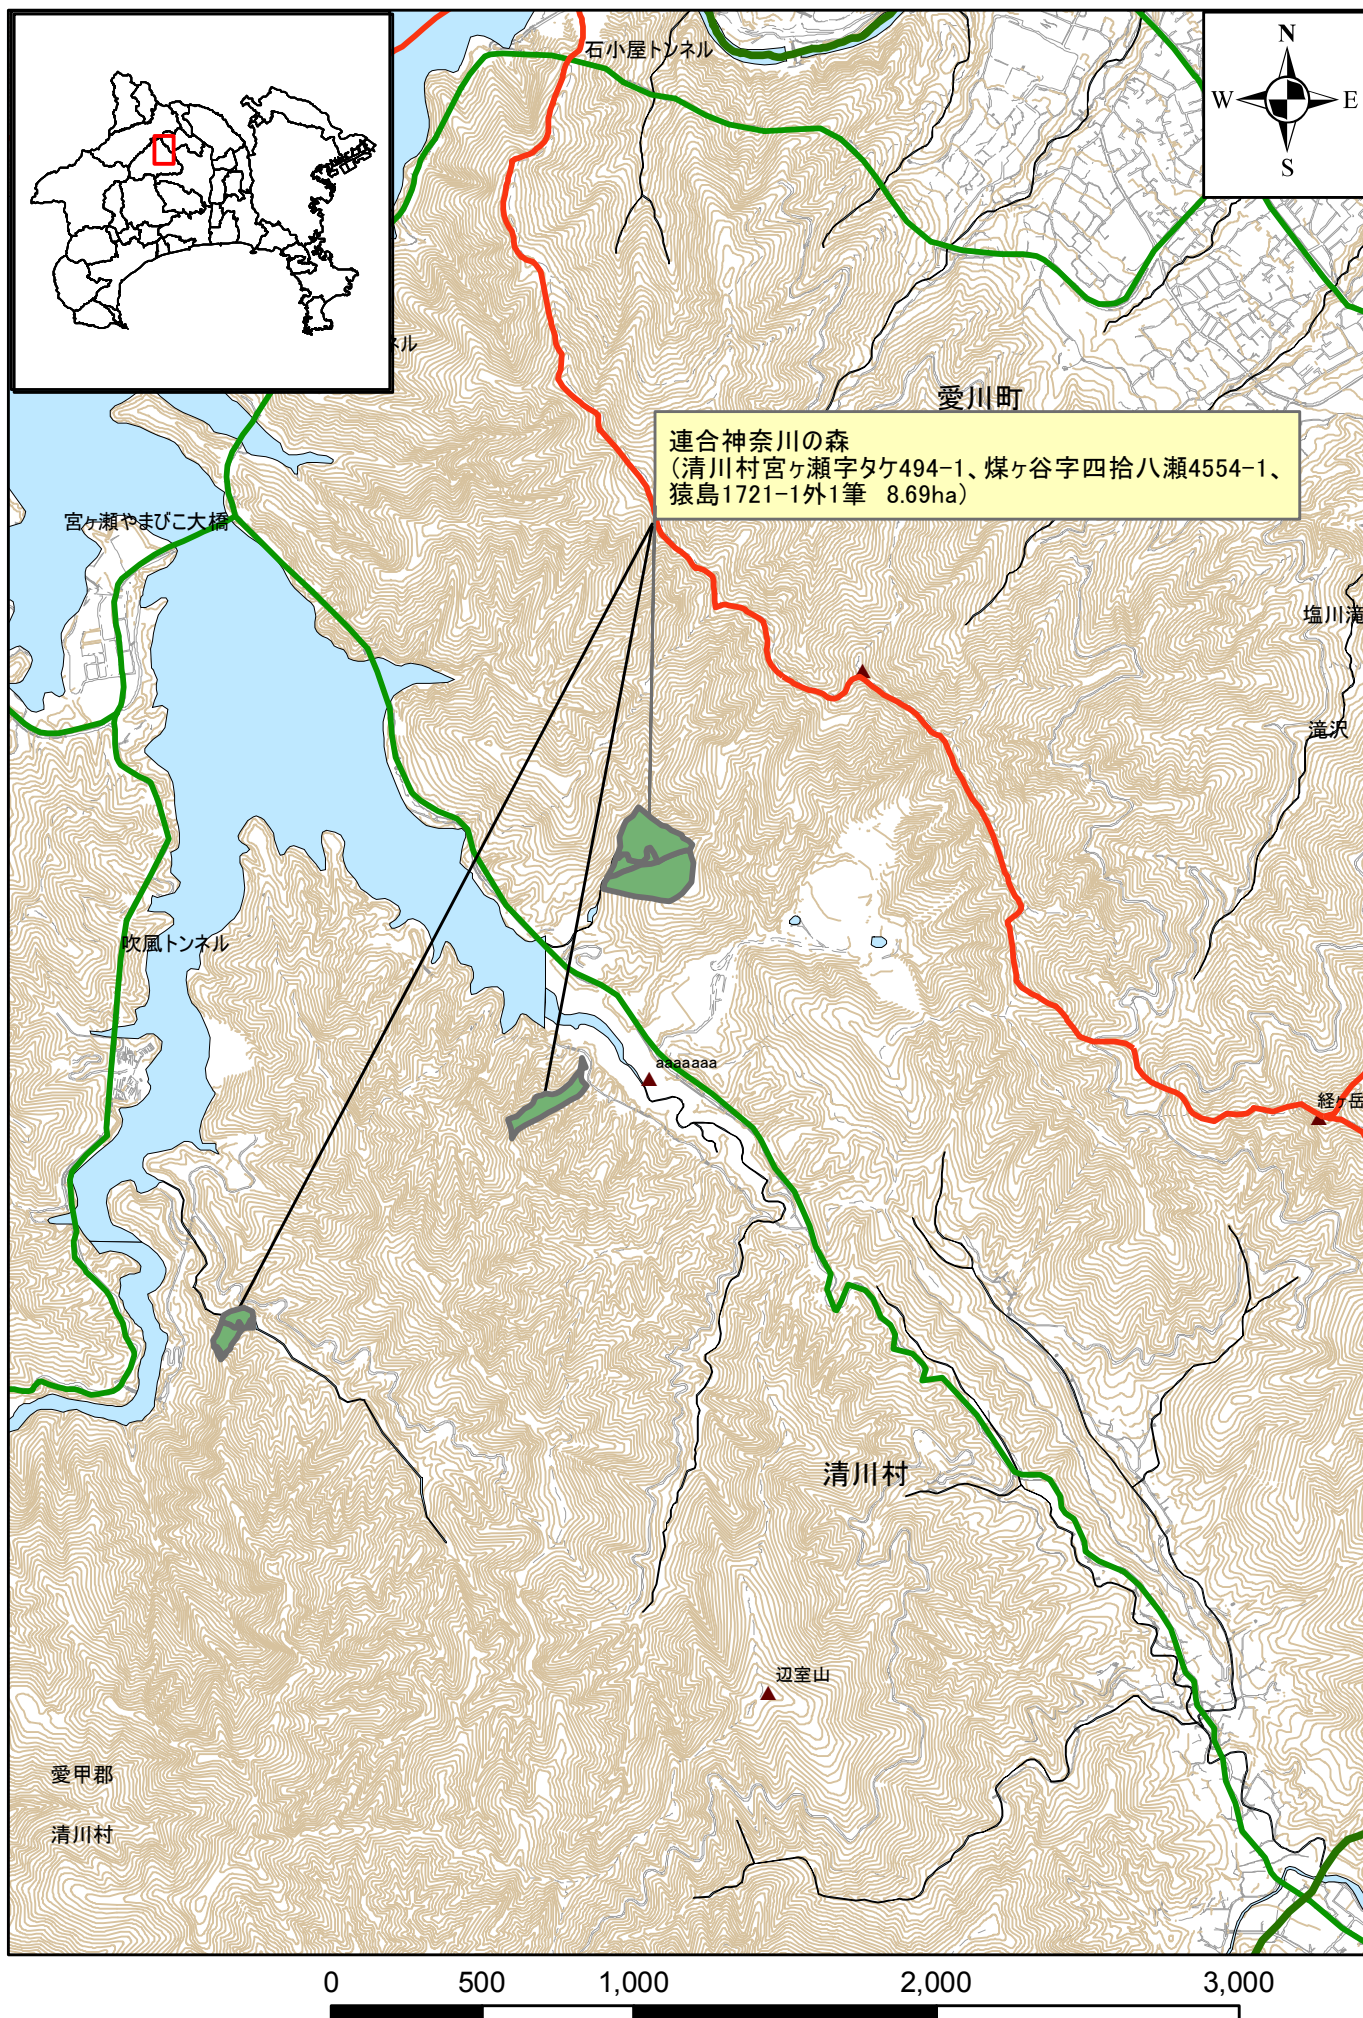 石小屋トンネル
N
W
E
S
ネル
愛川町
連合神奈川の森
(清川村宮ヶ瀬字タケ494-1、煤ヶ谷字四拾八瀬4554-1、
猿島1721-1外1筆 8.69ha)
宮ヶ瀬やまびこ大橋
塩川滝
滝沢
吹風トンネル
aaaaaaa
経ヶ岳
清川村
辺室山
愛甲郡
清川村
0 500 1,000 2,000 3,000